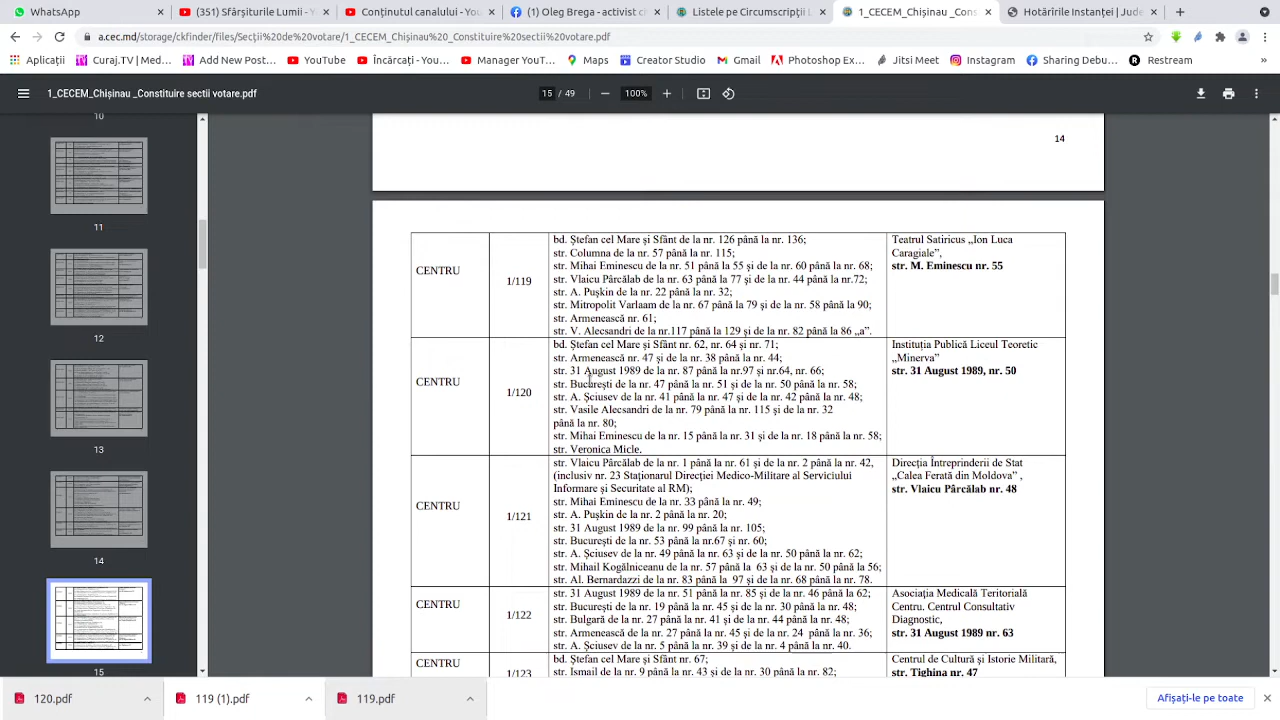 WhatsApp
(351) Sfârșiturile Lumii - Y
Conținutul canalului - You
(1) Oleg Brega - activist ci
Listele pe Circumscripții L
1_CECEM_Chișinau _Cons
Hotărîrile Instanței | Jude
a.cec.md/storage/ckfinder/files/Secții%20de%20votare/1_CECEM_Chișinau%20_Constituire%20sectii%20votare.pdf
Aplicații
Curaj.TV | Med...
Add New Post...
YouTube
Încărcați - You...
Manager YouT...
Maps
Creator Studio
Gmail
Photoshop Ex...
Jitsi Meet
Instagram
Sharing Debu...
Restream
»
1_CECEM_Chișinau _Constituire sectii votare.pdf
15 / 49
100%
10
11
12
13
14
15
14
CENTRU
1/119
bd. Ștefan cel Mare și Sfânt de la nr. 126 până la nr. 136;
str. Columna de la nr. 57 până la nr. 115;
str. Mihai Eminescu de la nr. 51 până la 55 și de la nr. 60 până la nr. 68;
str. Vlaicu Pârcălab de la nr. 63 până la 77 și de la nr. 44 până la nr.72;
str. A. Pușkin de la nr. 22 până la nr. 32;
str. Mitropolit Varlaam de la nr. 67 până la 79 și de la nr. 58 până la 90;
str. Armenească nr. 61;
str. V. Alecsandri de la nr.117 până la 129 și de la nr. 82 până la 86 „a”.
Teatrul Satiricus „Ion Luca
Caragiale”,
str. M. Eminescu nr. 55
CENTRU
1/120
bd. Ștefan cel Mare și Sfânt nr. 62, nr. 64 și nr. 71;
str. Armenească nr. 47 și de la nr. 38 până la nr. 44;
str. 31 August 1989 de la nr. 87 până la nr.97 și nr.64, nr. 66;
str. București de la nr. 47 până la nr. 51 și de la nr. 50 până la nr. 58;
str. A. Șciusev de la nr. 41 până la nr. 47 și de la nr. 42 până la nr. 48;
str. Vasile Alecsandri de la nr. 79 până la nr. 115 și de la nr. 32
până la nr. 80;
str. Mihai Eminescu de la nr. 15 până la nr. 31 și de la nr. 18 până la nr. 58;
str. Veronica Micle.
Instituția Publică Liceul Teoretic
„Minerva”
str. 31 August 1989, nr. 50
CENTRU
1/121
str. Vlaicu Pârcălab de la nr. 1 până la nr. 61 și de la nr. 2 până la nr. 42,
(inclusiv nr. 23 Staționarul Direcției Medico-Militare al Serviciului
Informare și Securitate al RM);
str. Mihai Eminescu de la nr. 33 până la nr. 49;
str. A. Pușkin de la nr. 2 până la nr. 20;
str. 31 August 1989 de la nr. 99 până la nr. 105;
str. București de la nr. 53 până la nr.67 și nr. 60;
str. A. Șciusev de la nr. 49 până la nr. 63 și de la nr. 50 până la nr. 62;
str. Mihail Kogălniceanu de la nr. 57 până la 63 și de la nr. 50 până la nr. 56;
str. Al. Bernardazzi de la nr. 83 până la 97 și de la nr. 68 până la nr. 78.
Direcția Întreprinderii de Stat
„Calea Ferată din Moldova” ,
str. Vlaicu Pârcălab nr. 48
CENTRU
1/122
str. 31 August 1989 de la nr. 51 până la nr. 85 și de la nr. 46 până la nr. 62;
str. București de la nr. 19 până la nr. 45 și de la nr. 30 până la nr. 48;
str. Bulgară de la nr. 27 până la nr. 41 și de la nr. 44 până la nr. 48;
str. Armenească de la nr. 27 până la nr. 45 și de la nr. 24 până la nr. 36;
str. A. Șciusev de la nr. 5 până la nr. 39 și de la nr. 4 până la nr. 40.
Asociația Medicală Teritorială
Centru. Centrul Consultativ
Diagnostic,
str. 31 August 1989 nr. 63
CENTRU
1/123
bd. Ștefan cel Mare și Sfânt nr. 67;
str. Ismail de la nr. 9 până la nr. 43 și de la nr. 30 până la nr. 82;
Centrul de Cultură și Istorie Militară,
str. Tighina nr. 47
120.pdf
119 (1).pdf
119.pdf
Afișați-le pe toate